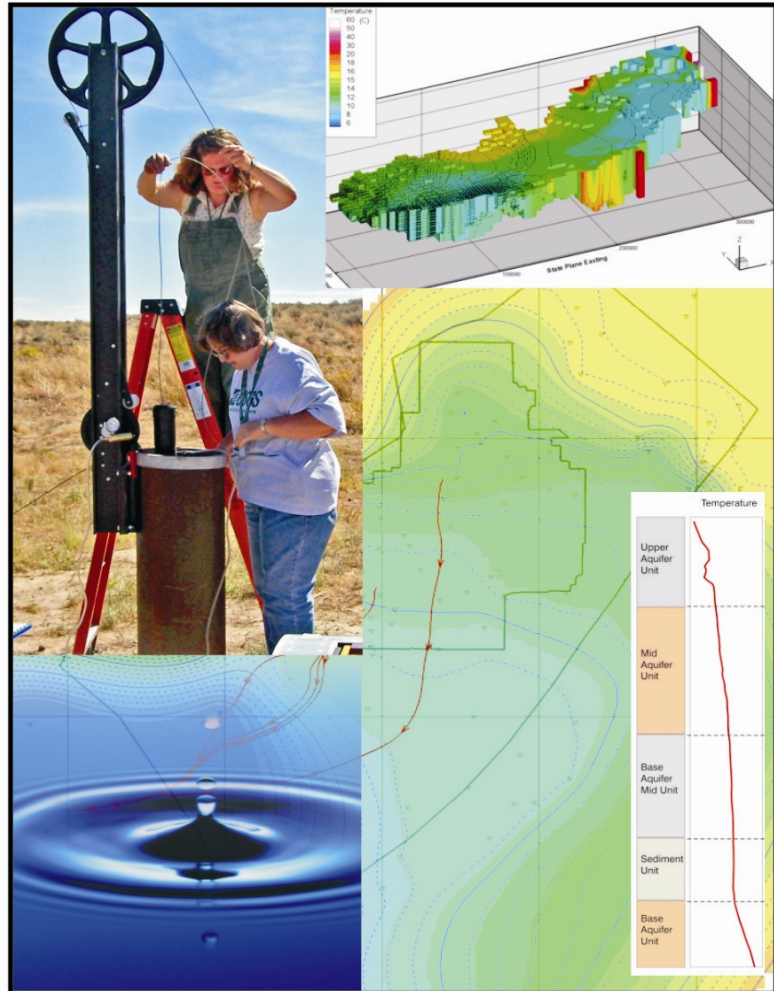 Temperature
(C)
60
50
40
30
20
18
16
14
12
10
8
6
100000
200000
300000
State Plane Easting
Z
Y
X
USGS
Temperature
Upper
Aquifer
Unit
Mid
Aquifer
Unit
Base
Aquifer
Mid Unit
Sediment
Unit
Base
Aquifer
Unit